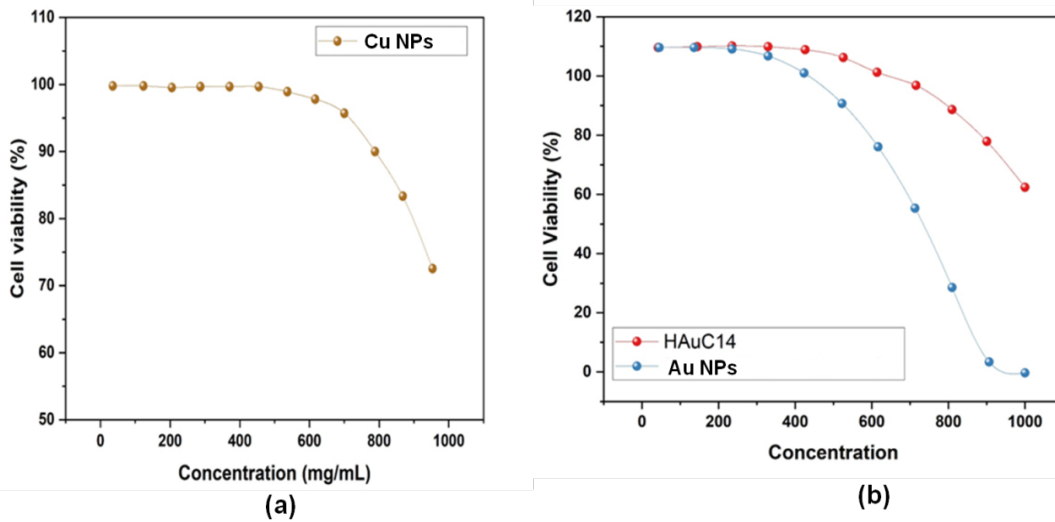 110
100
90
80
70
60
50
Cell viability (%)
Cu NPs
0 200 400 600 800 1000
Concentration (mg/mL)
(a)
120
100
80
60
40
20
0
Cell Viability (%)
HAuC14
Au NPs
0 200 400 600 800 1000
Concentration
(b)